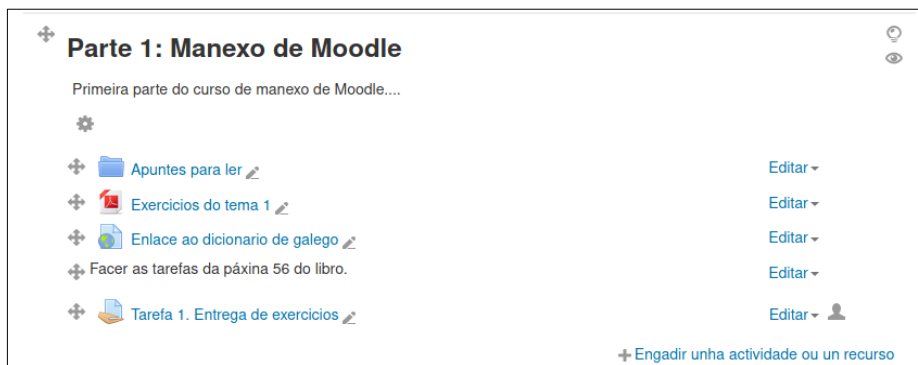 Parte 1: Manexo de Moodle
Primeira parte do curso de manexo de Moodle....
Apuntes para ler Editar
Exercicios do tema 1 Editar
Enlace ao dicionario de galego Editar
Facer as tarefas da páxina 56 do libro. Editar
Tarefa 1. Entrega de exercicios Editar
Engadir unha actividade ou un recurso